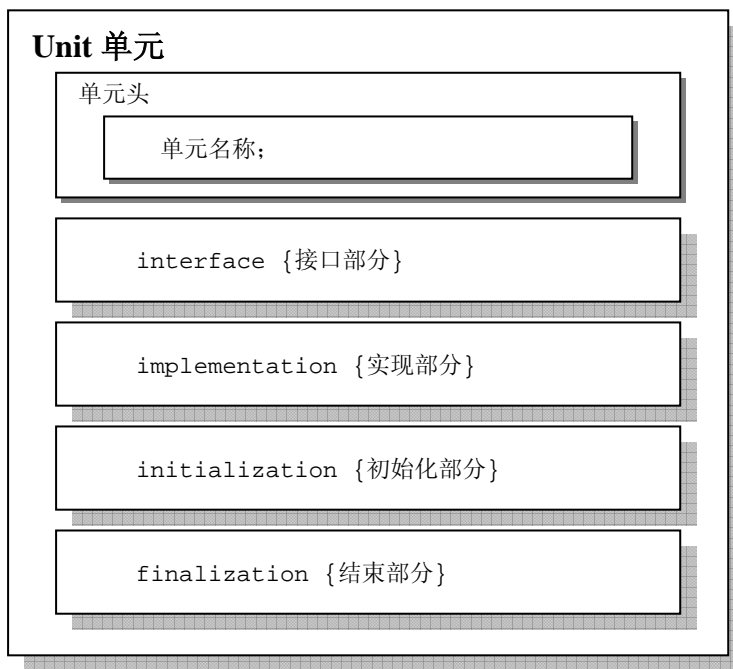 Unit 单元
单元头
单元名称；
interface {接口部分}
implementation {实现部分}
initialization {初始化部分}
finalization {结束部分}